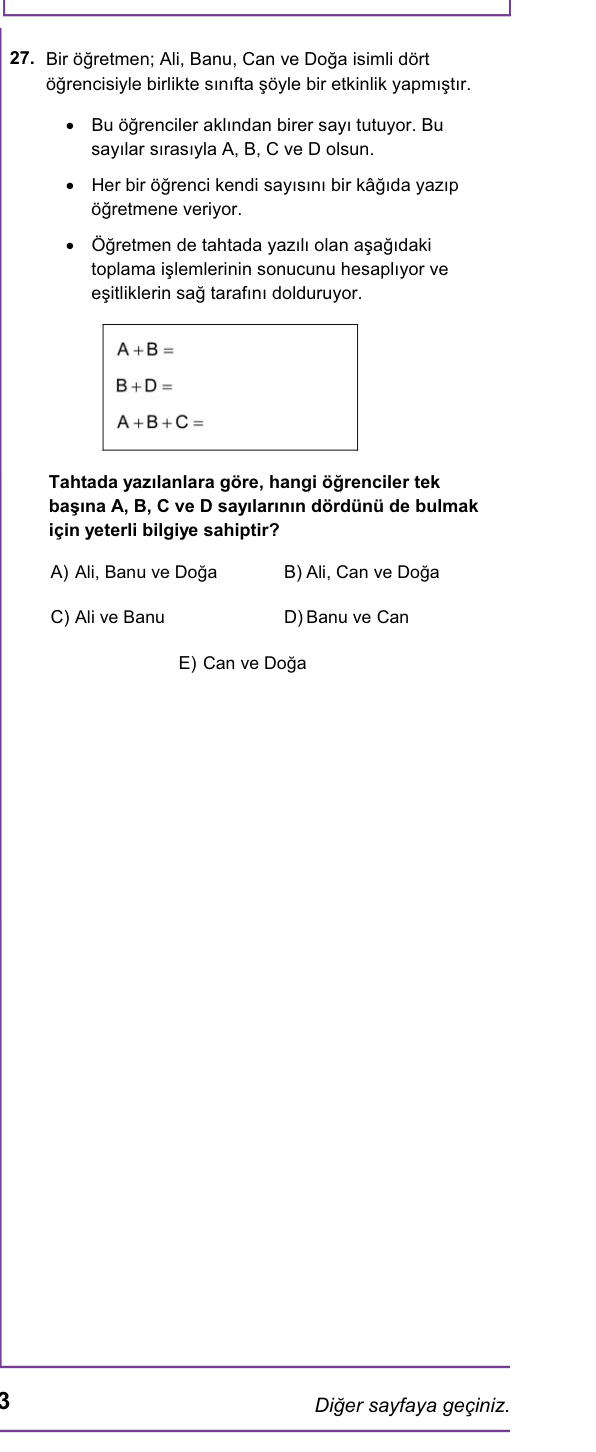 27. Bir öğretmen; Ali, Banu, Can ve Doğa isimli dört
öğrencisiyle birlikte sınıfta şöyle bir etkinlik yapmıştır.
• Bu öğrenciler aklından birer sayı tutuyor. Bu
sayılar sırasıyla A, B, C ve D olsun.
• Her bir öğrenci kendi sayısını bir kâğıda yazıp
öğretmene veriyor.
• Öğretmen de tahtada yazılı olan aşağıdaki
toplama işlemlerinin sonucunu hesaplıyor ve
eşitliklerin sağ tarafını dolduruyor.
A + B =
B + D =
A + B + C =
Tahtada yazılanlara göre, hangi öğrenciler tek
başına A, B, C ve D sayılarının dördünü de bulmak
için yeterli bilgiye sahiptir?
A) Ali, Banu ve Doğa B) Ali, Can ve Doğa
C) Ali ve Banu D) Banu ve Can
E) Can ve Doğa
3 Diğer sayfaya geçiniz.